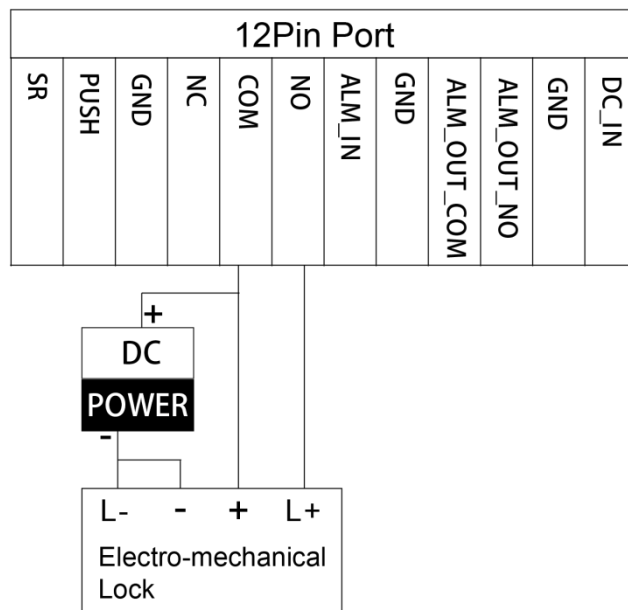 12Pin Port
SR
PUSH
GND
NC
COM
NO
ALM_IN
GND
ALM_OUT_COM
ALM_OUT_NO
GND
DC_IN
+
DC
POWER
-
L- - + L+
Electro-mechanical
Lock